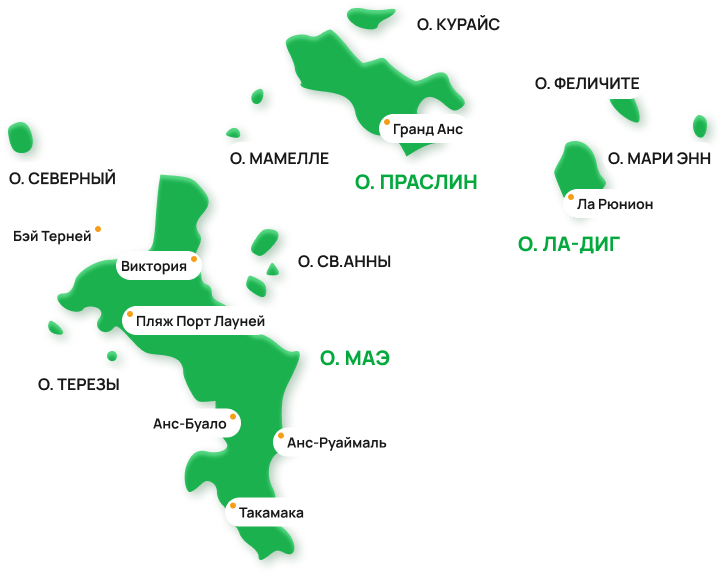 О. КУРАЙС
О. ФЕЛИЧИТЕ
Гранд Анс
О. МАМЕЛЛЕ
О. МАРИ ЭНН
О. СЕВЕРНЫЙ
О. ПРАСЛИН
Ла Рюнион
Бэй Терней
О. ЛА-ДИГ
О. СВ.АННЫ
Виктория
Пляж Порт Лауней
О. МАЭ
О. ТЕРЕЗЫ
Анс-Буало
Анс-Руаймаль
Такамака